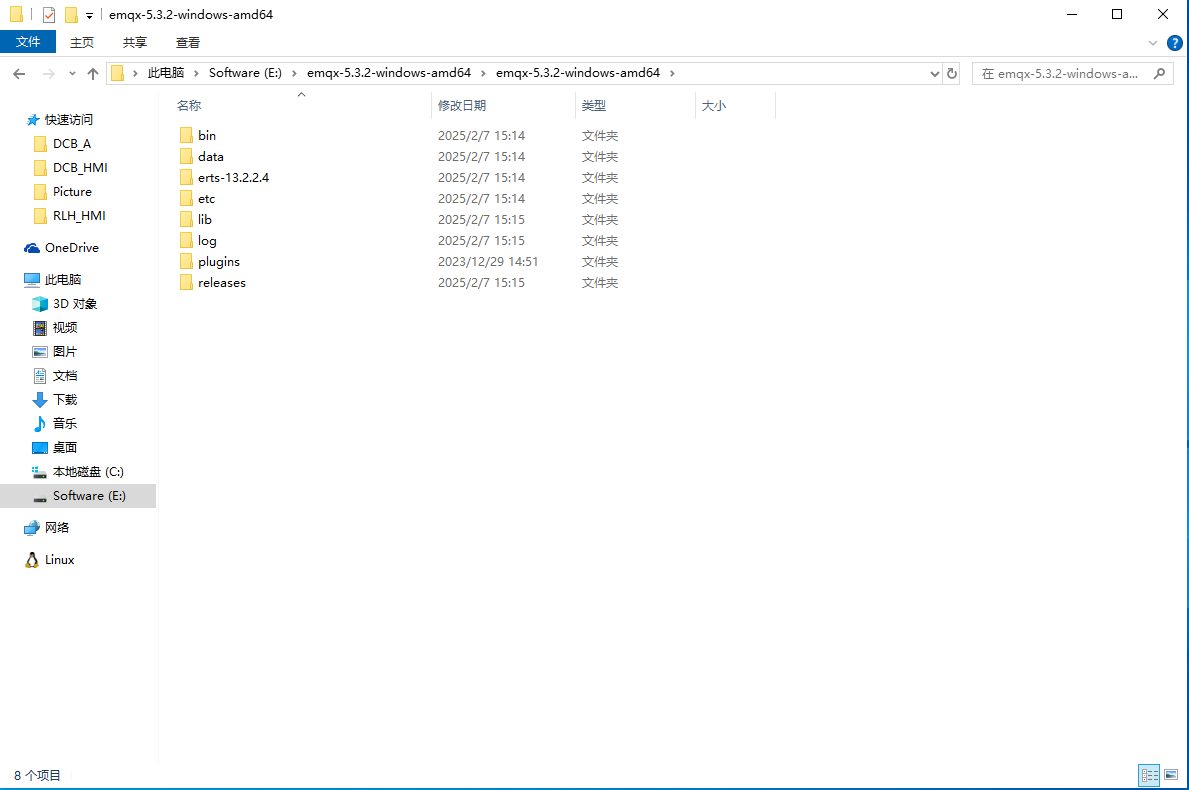 emqx-5.3.2-windows-amd64
文件 主页 共享 查看
此电脑 Software (E:) emqx-5.3.2-windows-amd64 emqx-5.3.2-windows-amd64
在 emqx-5.3.2-windows-a...
名称 修改日期 类型 大小
快速访问
DCB_A
DCB_HMI
Picture
RLH_HMI
OneDrive
此电脑
3D 对象
视频
图片
文档
下载
音乐
桌面
本地磁盘 (C:)
Software (E:)
网络
Linux
bin 2025/2/7 15:14 文件夹
data 2025/2/7 15:14 文件夹
erts-13.2.2.4 2025/2/7 15:14 文件夹
etc 2025/2/7 15:14 文件夹
lib 2025/2/7 15:15 文件夹
log 2025/2/7 15:15 文件夹
plugins 2023/12/29 14:51 文件夹
releases 2025/2/7 15:15 文件夹
8 个项目